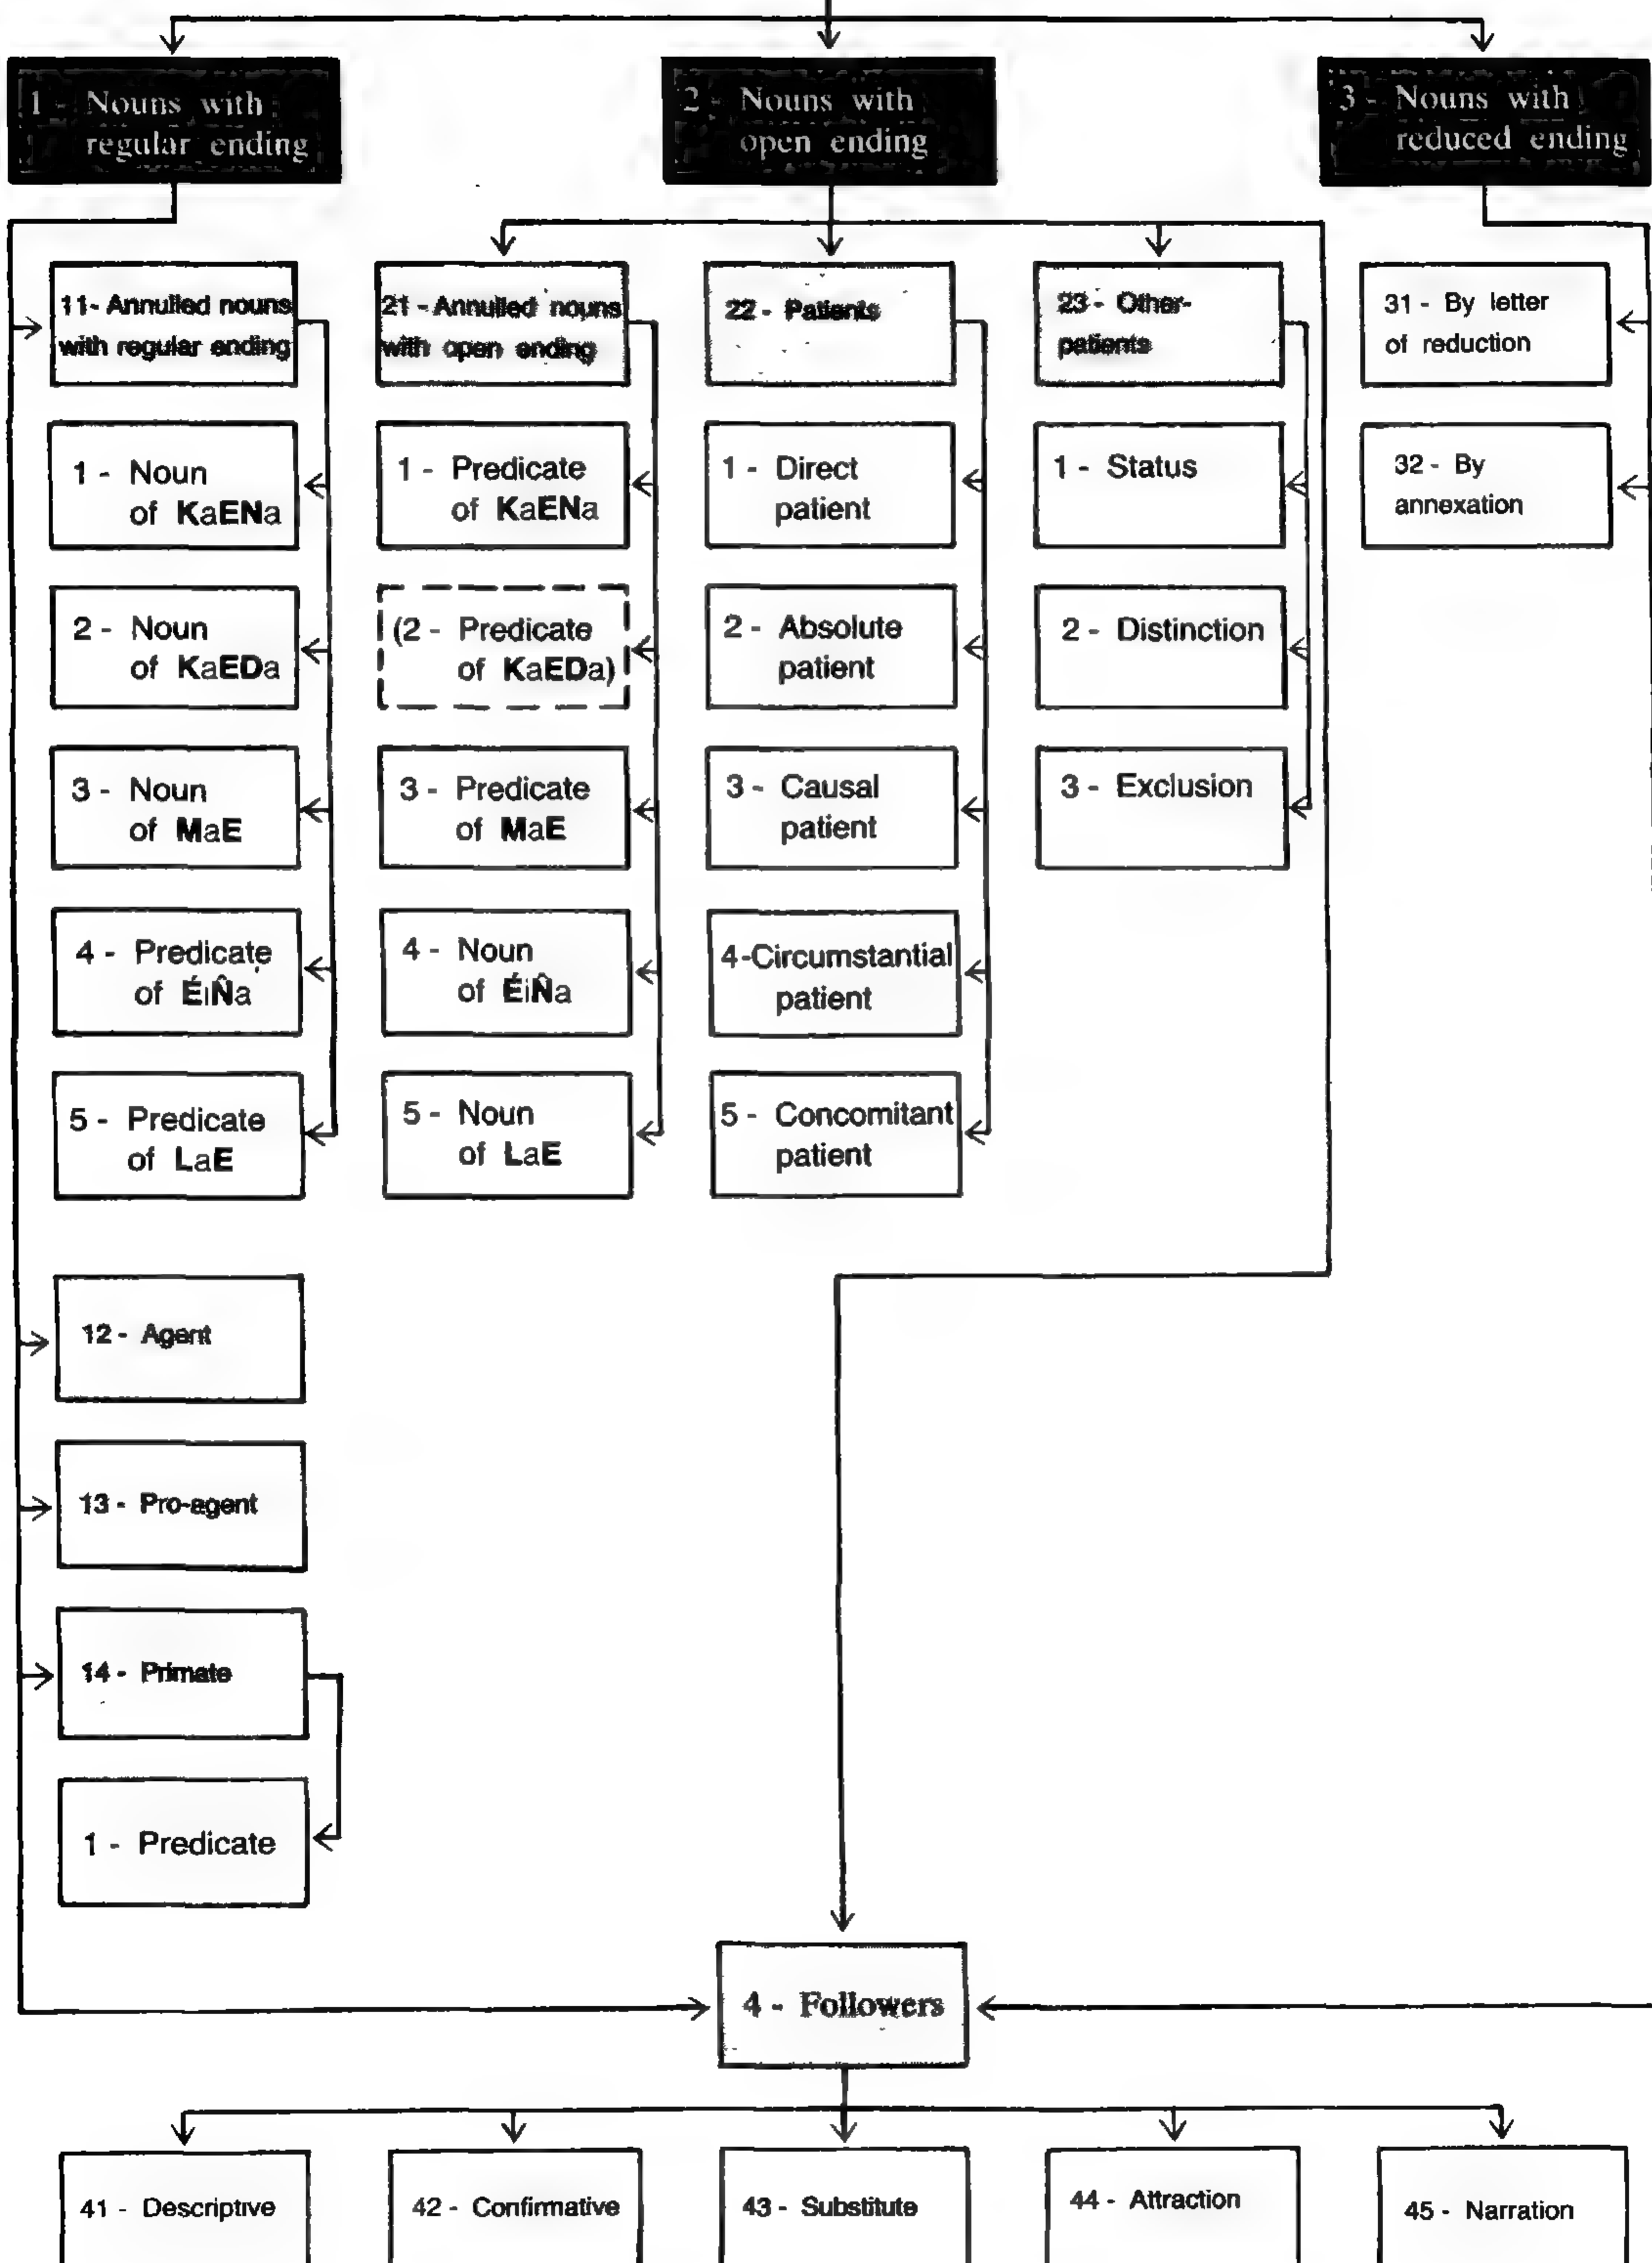 1 - Nouns with
regular ending
2 - Nouns with
open ending
3 - Nouns with
reduced ending
11- Annulled nouns
with regular ending
21 - Annulled nouns
with open ending
22 - Patients
23 - Other-
patients
31 - By letter
of reduction
1 - Noun
of KaENa
1 - Predicate
of KaENa
1 - Direct
patient
1 - Status
32 - By
annexation
2 - Noun
of KaEDa
(2 - Predicate
of KaEDa)
2 - Absolute
patient
2 - Distinction
3 - Noun
of MaE
3 - Predicate
of MaE
3 - Causal
patient
3 - Exclusion
4 - Predicate
of ÉiN̂a
4 - Noun
of ÉiN̂a
4-Circumstantial
patient
5 - Predicate
of LaE
5 - Noun
of LaE
5 - Concomitant
patient
12 - Agent
13 - Pro-agent
14 - Primate
1 - Predicate
4 - Followers
41 - Descriptive
42 - Confirmative
43 - Substitute
44 - Attraction
45 - Narration